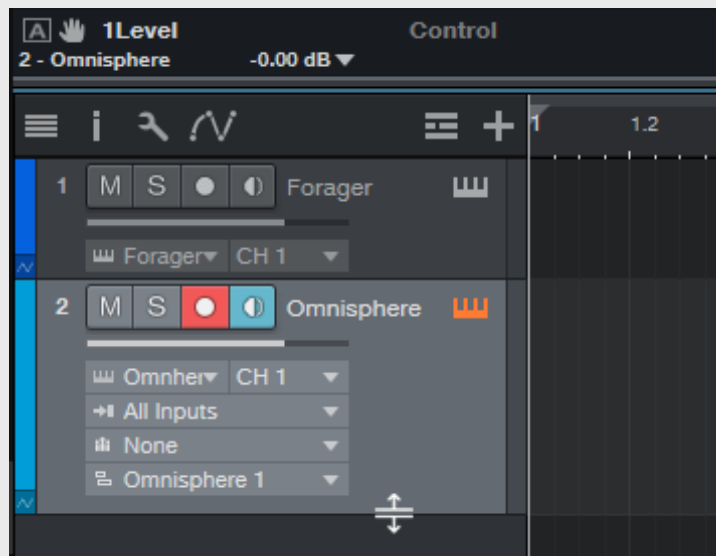 A 1Level Control
2 - Omnisphere -0.00 dB
i 1 1.2
1 M S Forager
Forager CH 1
2 M S Omnisphere
Omnher CH 1
All Inputs
None
Omnisphere 1